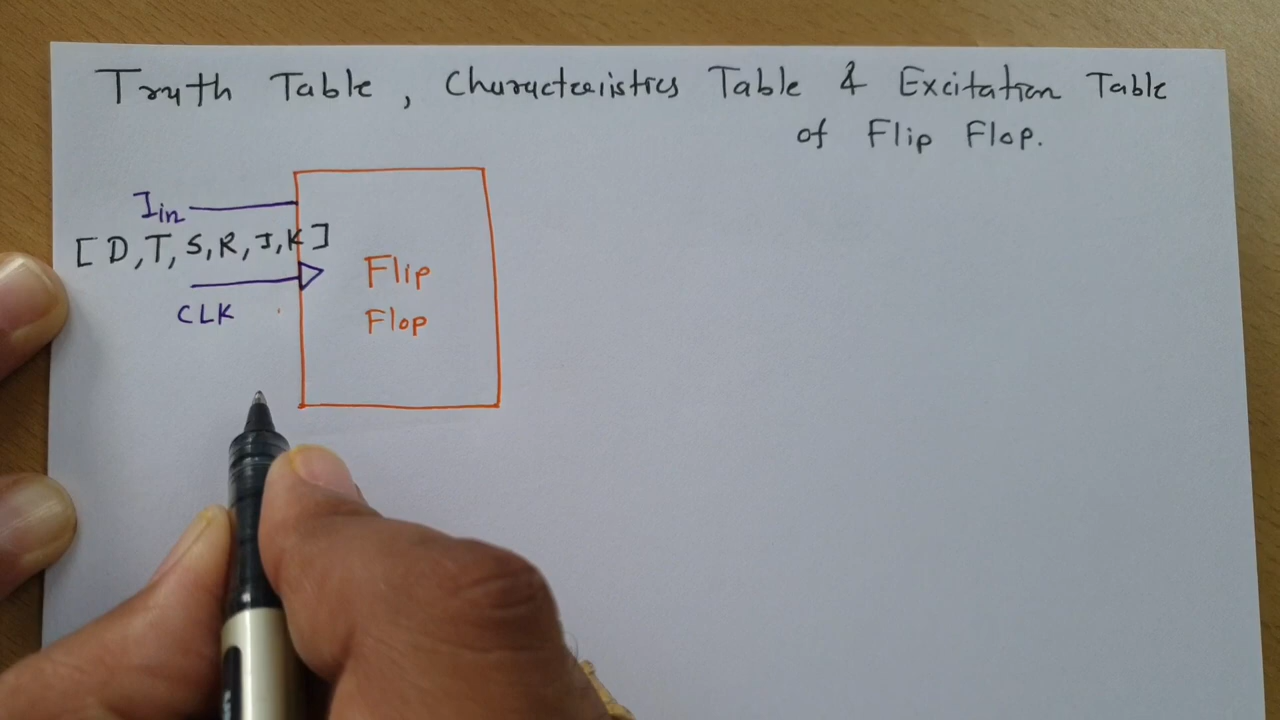 Truth Table, Characteristics Table & Excitation Table
of Flip Flop.
Iin
[D,T,S,R,J,K]
CLK
Flip
Flop